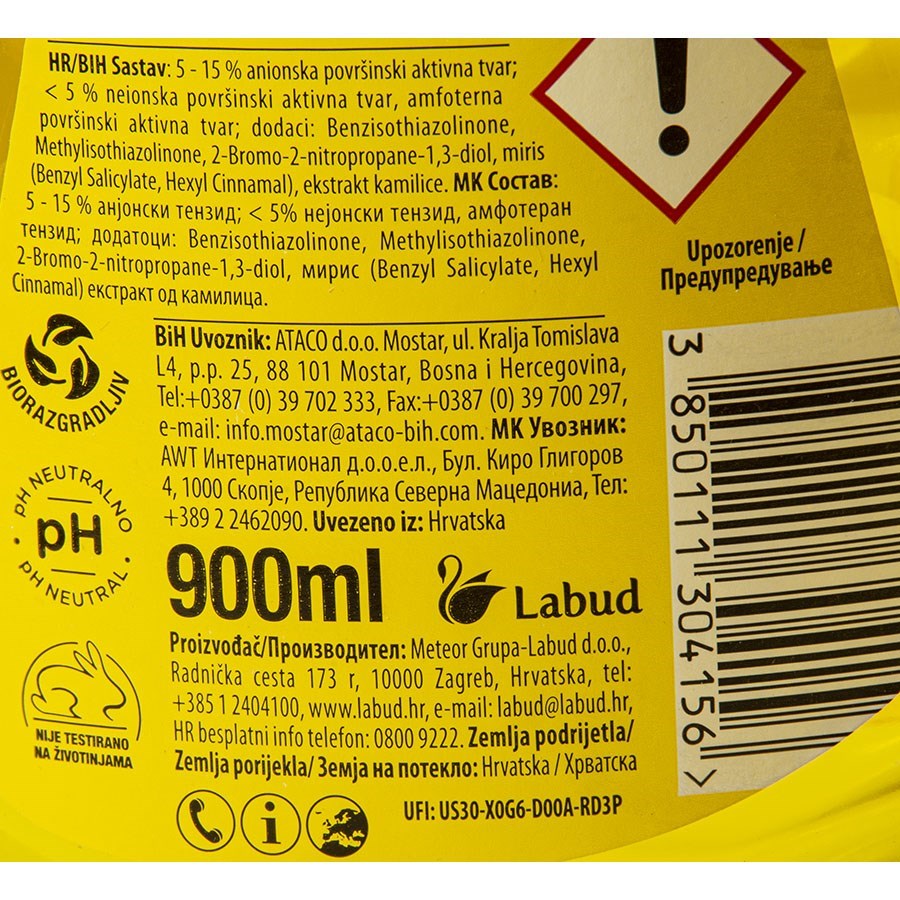 HR/BIH Sastav: 5 - 15 % anionska površinski aktivna tvar;
< 5 % neionska površinski aktivna tvar, amfoterna
površinski aktivna tvar; dodaci: Benzisothiazolinone,
Methylisothiazolinone, 2-Bromo-2-nitropropane-1,3-diol, miris
(Benzyl Salicylate, Hexyl Cinnamal), ekstrakt kamilice. MK Состав:
5 - 15 % анјонски тензид; < 5% нејонски тензид, амфотеран
тензид; додатоци: Benzisothiazolinone, Methylisothiazolinone,
2-Bromo-2-nitropropane-1,3-diol, мирис (Benzyl Salicylate, Hexyl
Cinnamal) екстракт од камилица.
Upozorenje /
Предупредување
BIORAZGRADLJIV
BiH Uvoznik: ATACO d.o.o. Mostar, ul. Kralja Tomislava
L4, p.p. 25, 88 101 Mostar, Bosna i Hercegovina,
Tel:+0387 (0) 39 702 333, Fax:+0387 (0) 39 700 297,
e-mail: info.mostar@ataco-bih.com. МК Увозник:
AWT Интернационал д.о.о.е.л., Бул. Киро Глигоров
4, 1000 Скопје, Република Северна Македониа, Тел:
+389 2 2462090. Uvezeno iz: Hrvatska
pH NEUTRALNO
pH
pH NEUTRAL
900ml
Labud
NIJE TESTIRANO
NA ŽIVOTINJAMA
Proizvođač/Производител: Meteor Grupa-Labud d.o.o.,
Radnička cesta 173 r, 10000 Zagreb, Hrvatska, tel:
+385 1 2404100, www.labud.hr, e-mail: labud@labud.hr,
HR besplatni info telefon: 0800 9222. Zemlja podrijetla/
Zemlja porijekla/ Земја на потекло: Hrvatska / Хрватска
UFI: US30-X0G6-D00A-RD3P
3 850111 304156 >